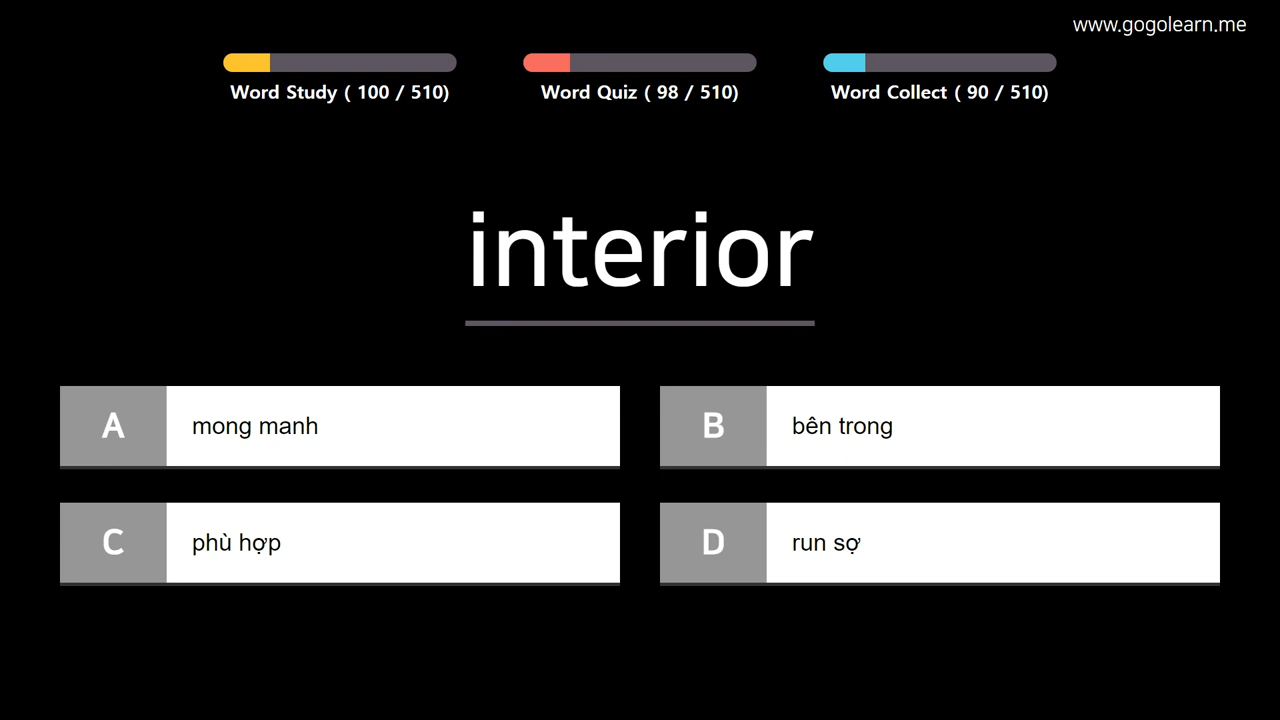 www.gogolearn.me
Word Study ( 100 / 510)
Word Quiz ( 98 / 510)
Word Collect ( 90 / 510)
interior
A mong manh
B bên trong
C phù hợp
D run sợ